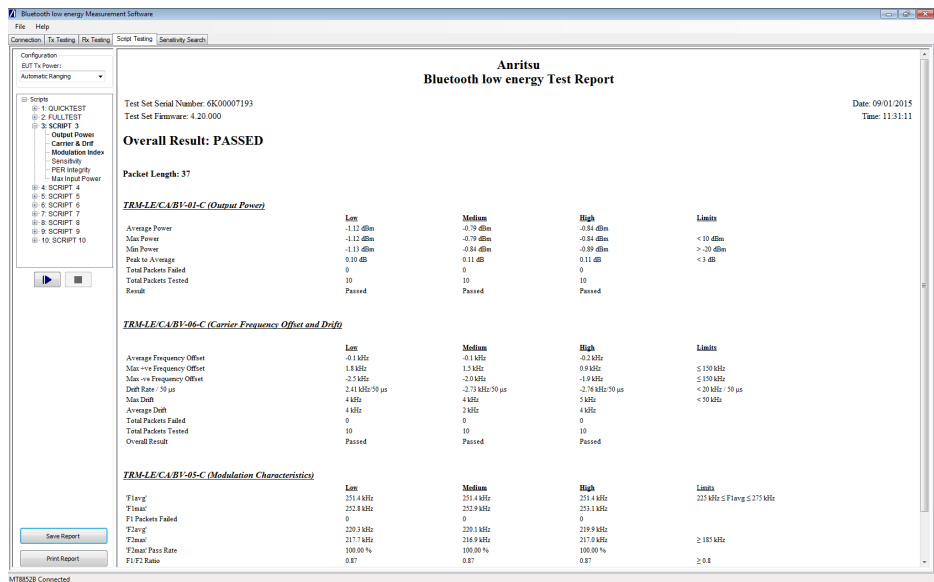 Bluetooth low energy Measurement Software
File Help
Connection Tx Testing Rx Testing Script Testing Sensitivity Search
Configuration
EUT Tx Power:
Automatic Ranging
Scripts
1: QUICKTEST
2: FULLTEST
3: SCRIPT 3
Output Power
Carrier & Drif
Modulation Index
Sensitivity
PER Integrity
Max Input Power
4: SCRIPT 4
5: SCRIPT 5
6: SCRIPT 6
7: SCRIPT 7
8: SCRIPT 8
9: SCRIPT 9
10: SCRIPT 10
Save Report
Print Report
Anritsu
Bluetooth low energy Test Report
Test Set Serial Number: 6K00007193 Date: 09/01/2015
Test Set Firmware: 4.20.000 Time: 11:31:11
Overall Result: PASSED
Packet Length: 37
TRM-LE/CA/BV-01-C (Output Power)
Low Medium High Limits
Average Power -1.12 dBm -0.79 dBm -0.84 dBm
Max Power -1.12 dBm -0.79 dBm -0.84 dBm < 10 dBm
Min Power -1.13 dBm -0.84 dBm -0.89 dBm > -20 dBm
Peak to Average 0.10 dB 0.11 dB 0.11 dB < 3 dB
Total Packets Failed 0 0 0
Total Packets Tested 10 10 10
Result Passed Passed Passed
TRM-LE/CA/BV-06-C (Carrier Frequency Offset and Drift)
Low Medium High Limits
Average Frequency Offset -0.1 kHz -0.1 kHz -0.2 kHz
Max +ve Frequency Offset 1.8 kHz 1.5 kHz 0.9 kHz ≤ 150 kHz
Max -ve Frequency Offset -2.5 kHz -2.0 kHz -1.9 kHz ≤ 150 kHz
Drift Rate / 50 µs 2.41 kHz/50 µs -2.73 kHz/50 µs -2.76 kHz/50 µs < 20 kHz / 50 µs
Max Drift 4 kHz 4 kHz 5 kHz < 50 kHz
Average Drift 4 kHz 2 kHz 4 kHz
Total Packets Failed 0 0 0
Total Packets Tested 10 10 10
Overall Result Passed Passed Passed
TRM-LE/CA/BV-05-C (Modulation Characteristics)
Low Medium High Limits
'F1avg' 251.4 kHz 251.4 kHz 251.4 kHz 225 kHz ≤ F1avg ≤ 275 kHz
'F1max' 252.8 kHz 252.9 kHz 253.1 kHz
F1 Packets Failed 0 0 0
'F2avg' 220.3 kHz 220.1 kHz 219.9 kHz
'F2max' 217.7 kHz 216.9 kHz 217.0 kHz ≥ 185 kHz
'F2max' Pass Rate 100.00 % 100.00 % 100.00 %
F1/F2 Ratio 0.87 0.87 0.87 ≥ 0.8
MT8852B Connected